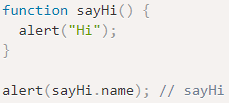 function sayHi() {
  alert("Hi");
}

alert(sayHi.name); // sayHi